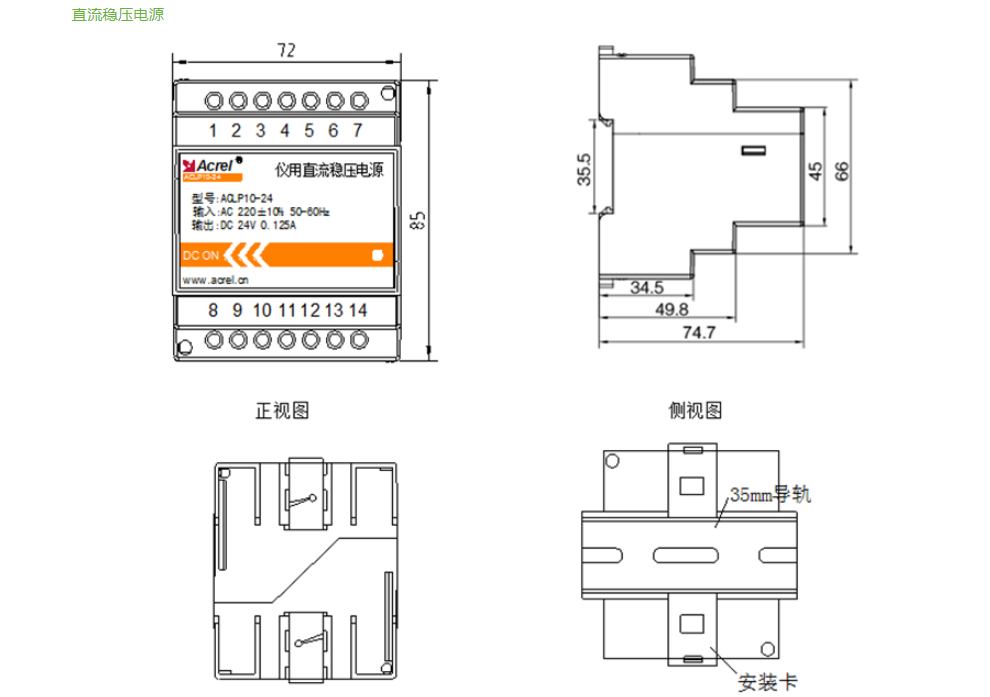 直流稳压电源
72
1 2 3 4 5 6 7
Acrel®
ACLP10-24
仪用直流稳压电源
型号:ACLP10-24
输入:AC 220±10% 50-60Hz
输出:DC 24V 0.125A
DC ON
www.acrel.cn
8 9 10 11 12 13 14
85
35.5
45
66
34.5
49.8
74.7
正视图
侧视图
35mm导轨
安装卡